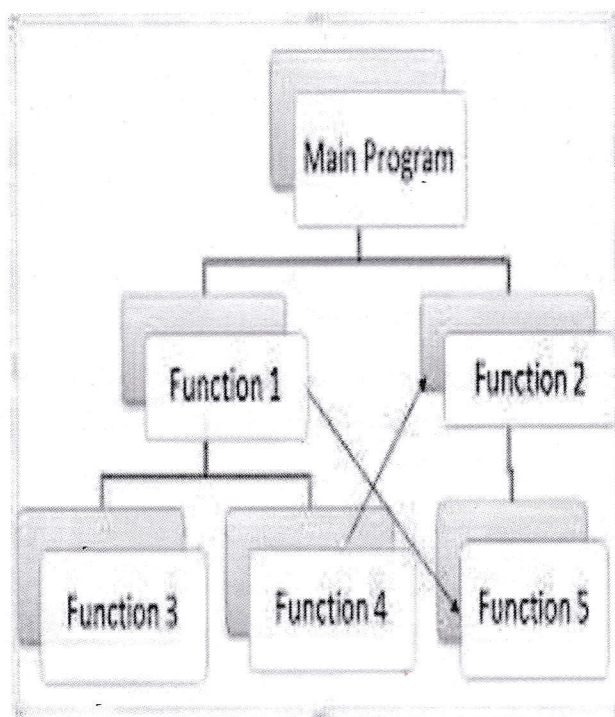 Main Program
Function 1
Function 2
Function 3
Function 4
Function 5